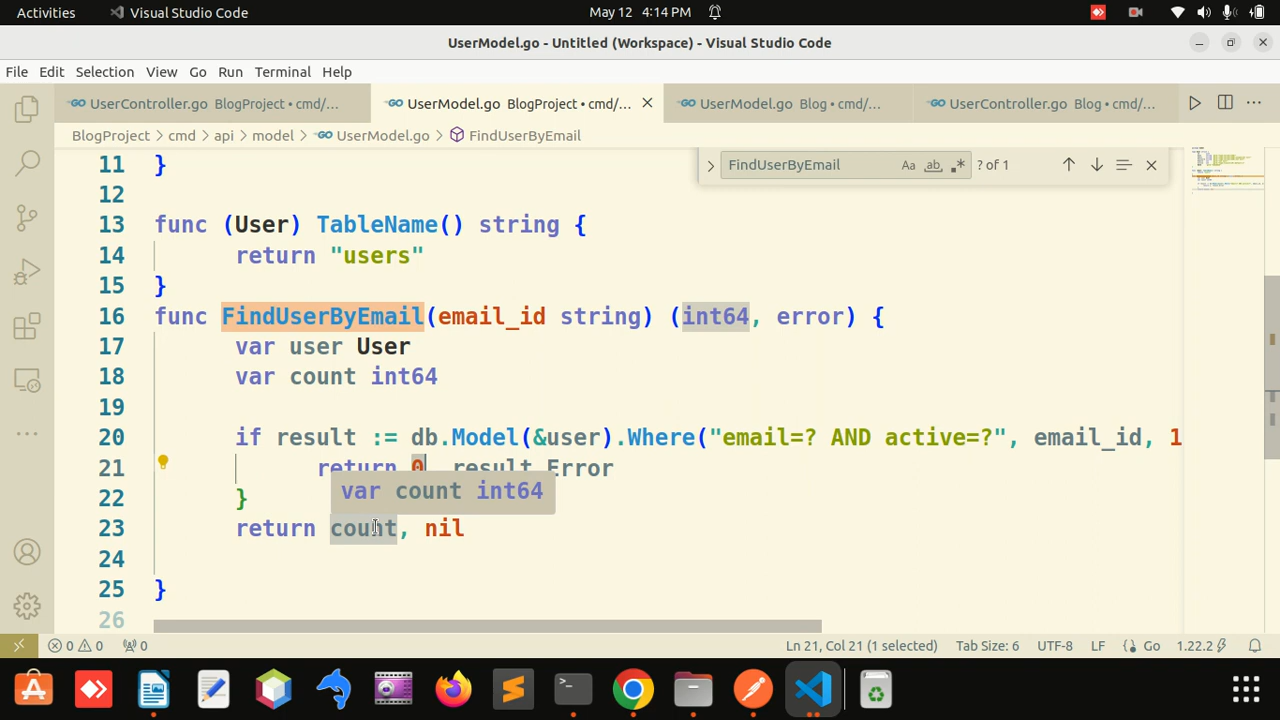 Activities Visual Studio Code May 12 4:14 PM
UserModel.go - Untitled (Workspace) - Visual Studio Code
File Edit Selection View Go Run Terminal Help
UserController.go BlogProject • cmd/... UserModel.go BlogProject • cmd/... UserModel.go Blog • cmd/... UserController.go Blog • cmd/...
BlogProject > cmd > api > model > UserModel.go > FindUserByEmail
FindUserByEmail Aa ab .* ? of 1
11 }
12
13 func (User) TableName() string {
14 return "users"
15 }
16 func FindUserByEmail(email_id string) (int64, error) {
17 var user User
18 var count int64
19
20 if result := db.Model(&user).Where("email=? AND active=?", email_id, 1
21 return 0, result.Error
var count int64
22 }
23 return count, nil
24
25 }
26
0 0 0 Ln 21, Col 21 (1 selected) Tab Size: 6 UTF-8 LF {} Go 1.22.2